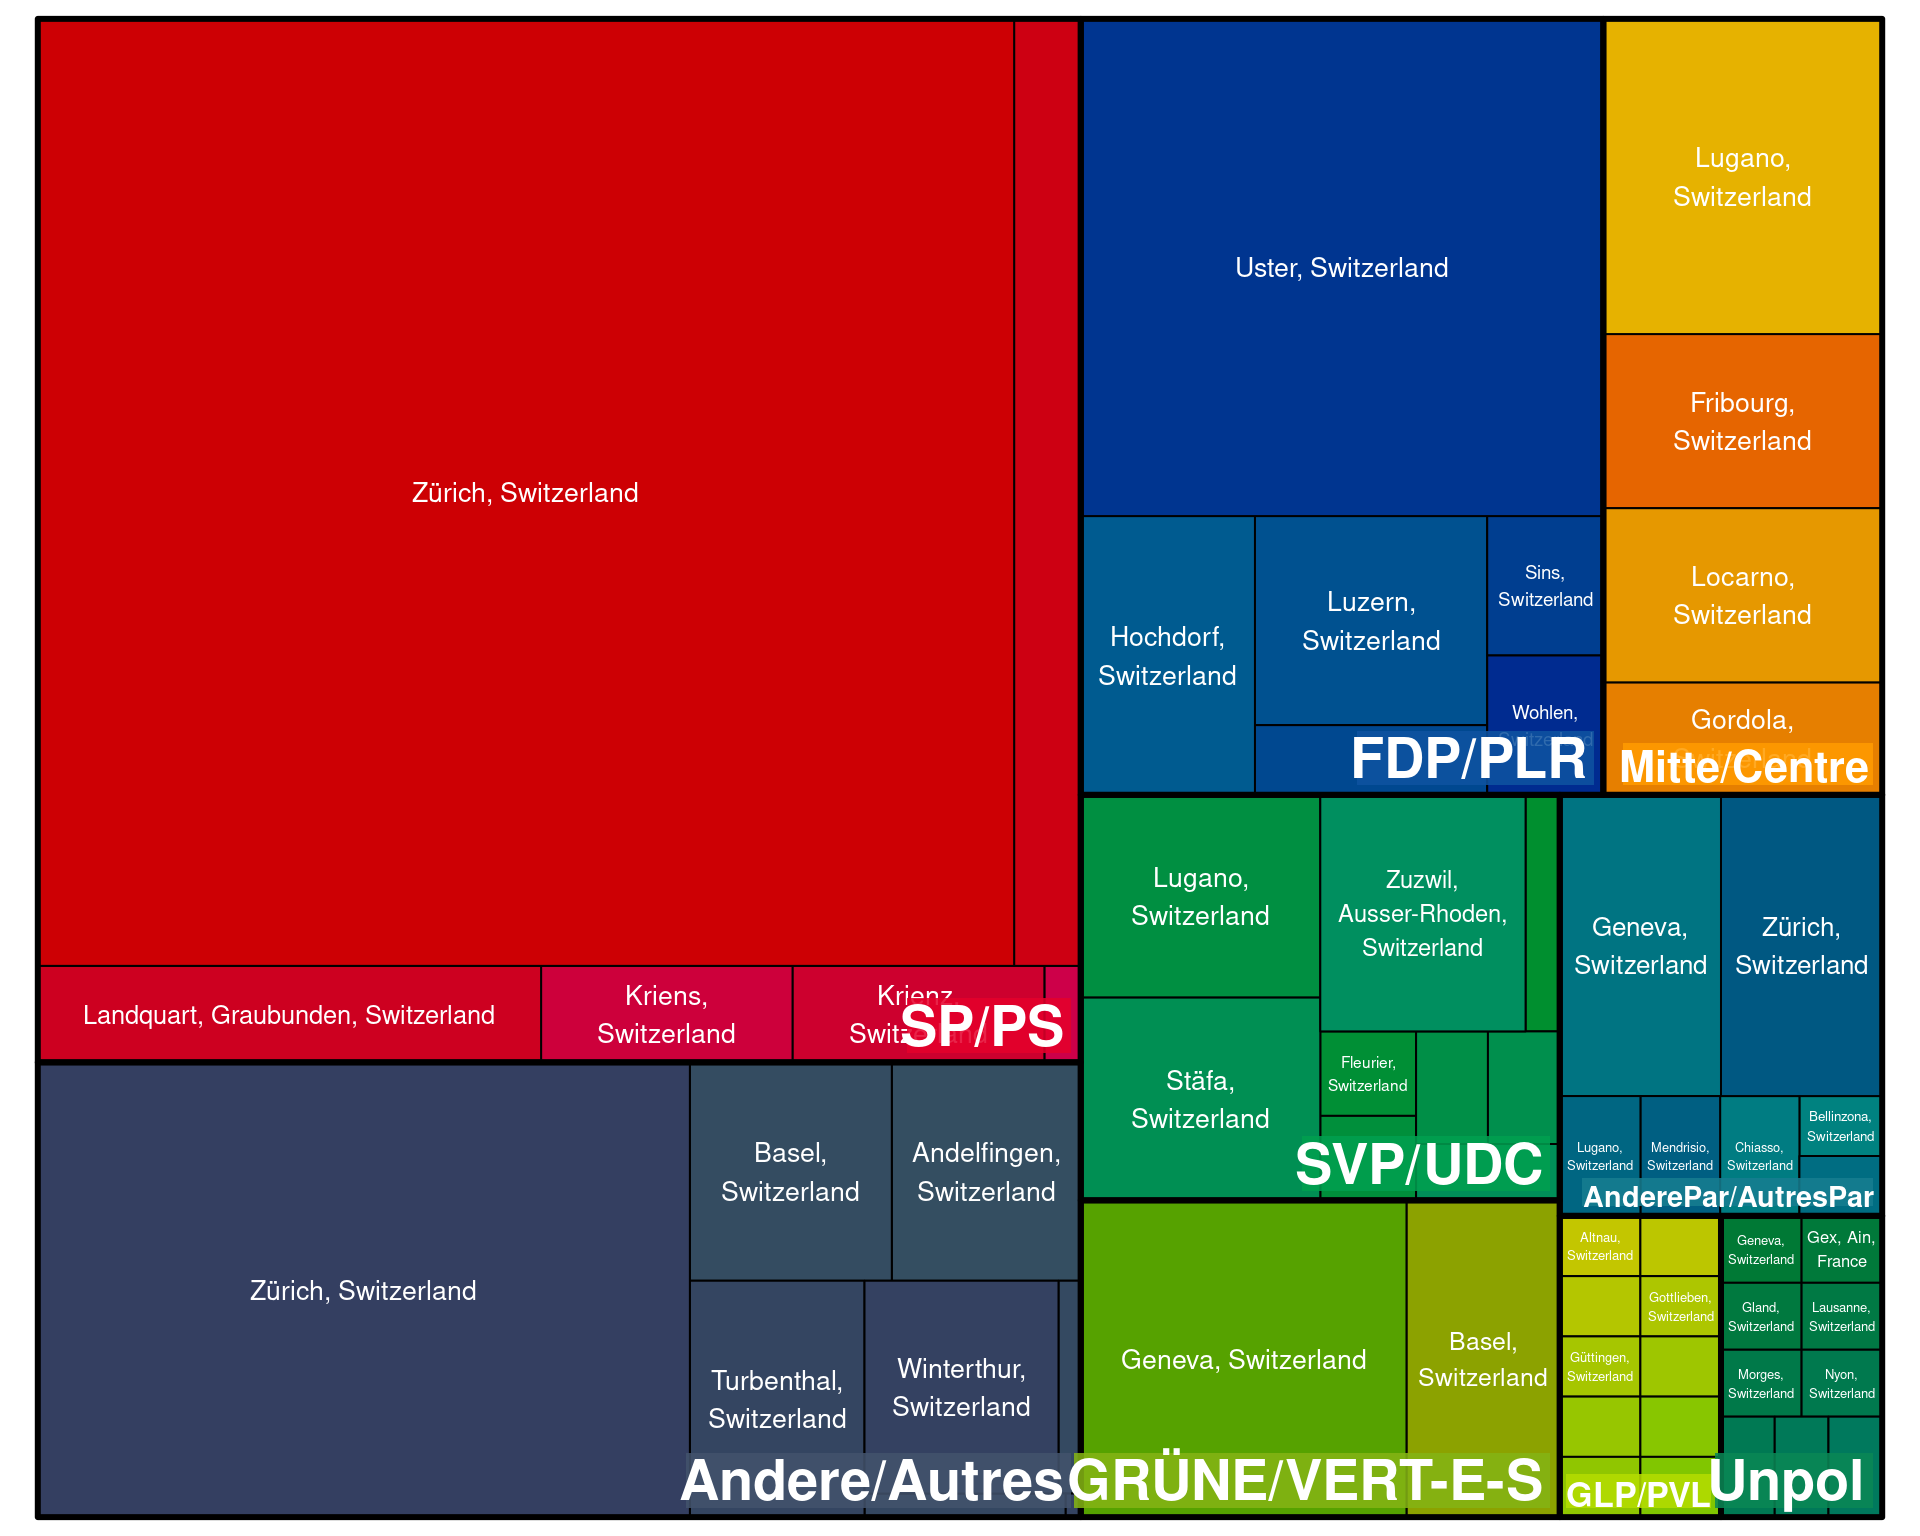 Zürich, Switzerland
Landquart, Graubunden, Switzerland
Kriens,
Switzerland
Krienz,
Switzerland
SP/PS
Uster, Switzerland
Hochdorf,
Switzerland
Luzern,
Switzerland
Sins,
Switzerland
Wohlen,
Switzerland
FDP/PLR
Lugano,
Switzerland
Fribourg,
Switzerland
Locarno,
Switzerland
Gordola,
Switzerland
Mitte/Centre
Zürich, Switzerland
Basel,
Switzerland
Andelfingen,
Switzerland
Turbenthal,
Switzerland
Winterthur,
Switzerland
Andere/Autres
Lugano,
Switzerland
Zuzwil,
Ausser-Rhoden,
Switzerland
Stäfa,
Switzerland
Fleurier,
Switzerland
SVP/UDC
Geneva, Switzerland
Basel,
Switzerland
GRÜNE/VERT-E-S
Geneva,
Switzerland
Zürich,
Switzerland
Lugano,
Switzerland
Mendrisio,
Switzerland
Chiasso,
Switzerland
Bellinzona,
Switzerland
AnderePar/AutresPar
Altnau,
Switzerland
Gottlieben,
Switzerland
Güttingen,
Switzerland
GLP/PVL
Geneva,
Switzerland
Gex, Ain,
France
Gland,
Switzerland
Lausanne,
Switzerland
Morges,
Switzerland
Nyon,
Switzerland
Unpol